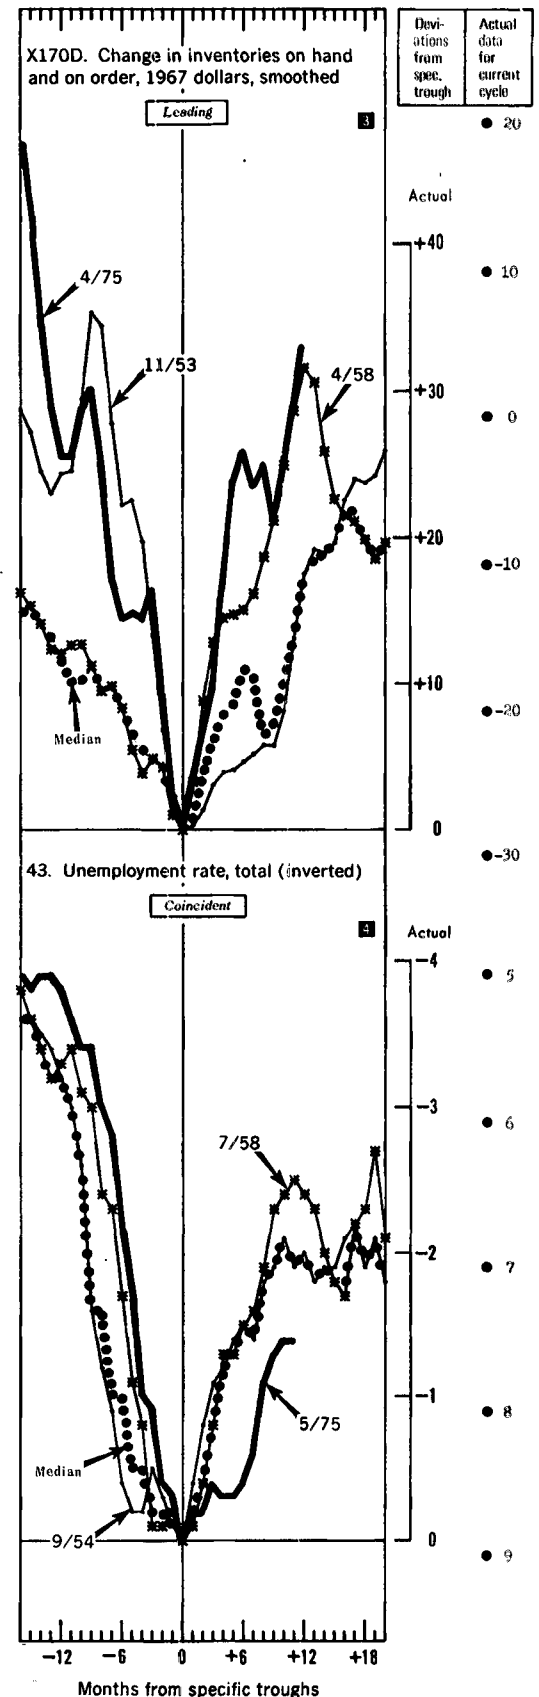 Devi-
ations
from
spec.
trough
Actual
data
for
current
cycle
X170D. Change in inventories on hand
and on order, 1967 dollars, smoothed
Leading
3
20
Actual
+40
10
4/75
11/53
4/58
+30
0
+20
-10
+10
-20
Median
0
-30
43. Unemployment rate, total (inverted)
Coincident
4
Actual
-4
5
-3
6
7/58
-2
7
-1
8
5/75
Median
9/54
0
9
-12 -6 0 +6 +12 +18
Months from specific troughs